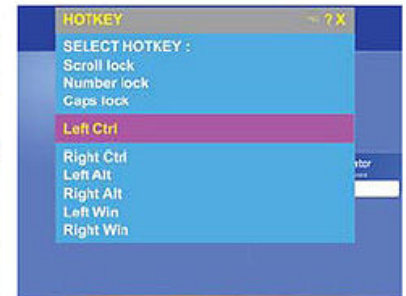 HOTKEY ? X
SELECT HOTKEY :
Scroll lock
Number lock
Caps lock
Left Ctrl
Right Ctrl
Left Alt
Right Alt
Left Win
Right Win